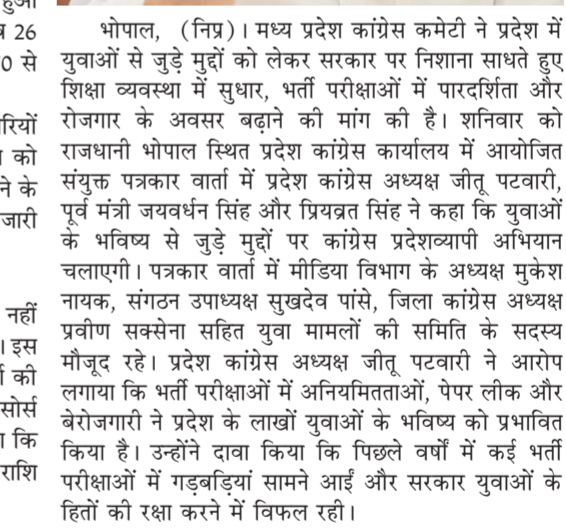 हुआ
26
0 से
रियों
को
ने के
जारी
नहीं
। इस
की
सोर्स
कि
राशि
भोपाल, (निप्र)। मध्य प्रदेश कांग्रेस कमेटी ने प्रदेश में
युवाओं से जुड़े मुद्दों को लेकर सरकार पर निशाना साधते हुए
शिक्षा व्यवस्था में सुधार, भर्ती परीक्षाओं में पारदर्शिता और
रोजगार के अवसर बढ़ाने की मांग की है। शनिवार को
राजधानी भोपाल स्थित प्रदेश कांग्रेस कार्यालय में आयोजित
संयुक्त पत्रकार वार्ता में प्रदेश कांग्रेस अध्यक्ष जीतू पटवारी,
पूर्व मंत्री जयवर्धन सिंह और प्रियव्रत सिंह ने कहा कि युवाओं
के भविष्य से जुड़े मुद्दों पर कांग्रेस प्रदेशव्यापी अभियान
चलाएगी। पत्रकार वार्ता में मीडिया विभाग के अध्यक्ष मुकेश
नायक, संगठन उपाध्यक्ष सुखदेव पांसे, जिला कांग्रेस अध्यक्ष
प्रवीण सक्सेना सहित युवा मामलों की समिति के सदस्य
मौजूद रहे। प्रदेश कांग्रेस अध्यक्ष जीतू पटवारी ने आरोप
लगाया कि भर्ती परीक्षाओं में अनियमितताओं, पेपर लीक और
बेरोजगारी ने प्रदेश के लाखों युवाओं के भविष्य को प्रभावित
किया है। उन्होंने दावा किया कि पिछले वर्षों में कई भर्ती
परीक्षाओं में गड़बड़ियां सामने आईं और सरकार युवाओं के
हितों की रक्षा करने में विफल रही।